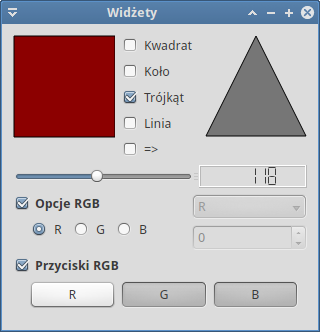 Widżety
Kwadrat
Koło
Trójkąt
Linia
=>
118
Opcje RGB
R
R G B
0
Przyciski RGB
R G B